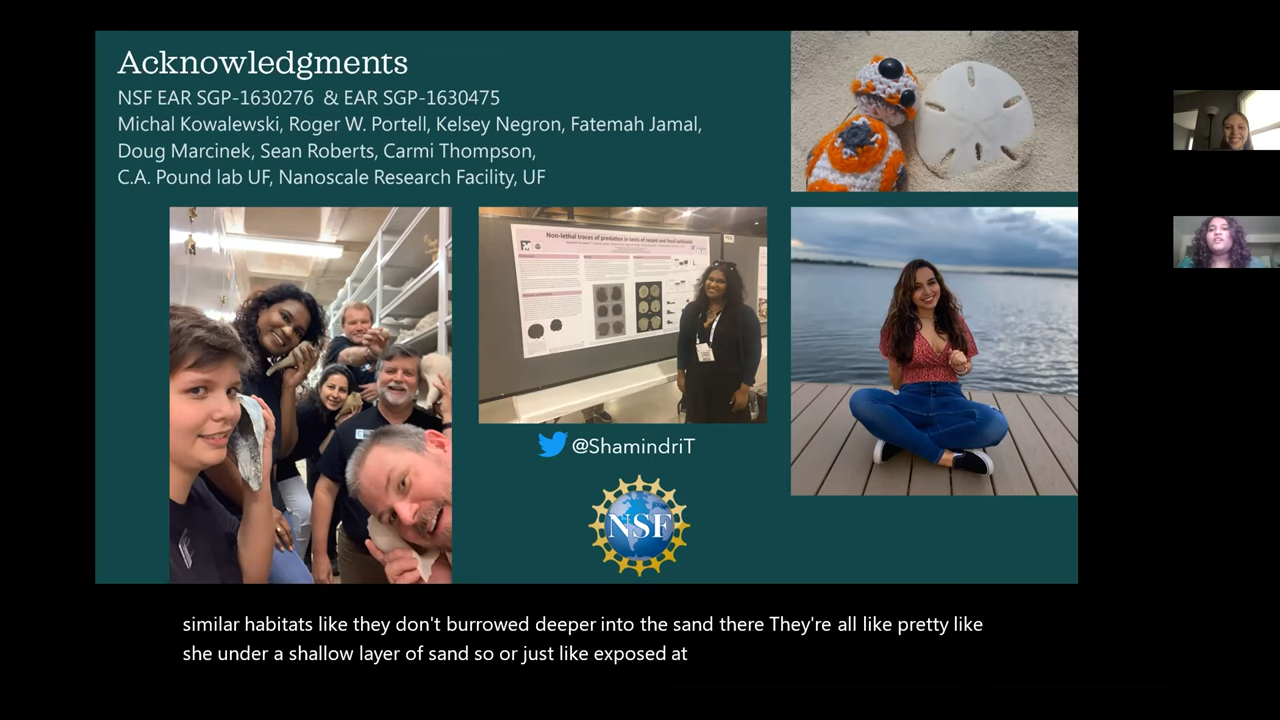 Acknowledgments
NSF EAR SGP-1630276 & EAR SGP-1630475
Michal Kowalewski, Roger W. Portell, Kelsey Negron, Fatemah Jamal,
Doug Marcinek, Sean Roberts, Carmi Thompson,
C.A. Pound lab UF, Nanoscale Research Facility, UF
Non-lethal traces of predation in tests of recent and fossil echinoids
@ShamindriT
NSF
similar habitats like they don't burrowed deeper into the sand there They're all like pretty like
she under a shallow layer of sand so or just like exposed at